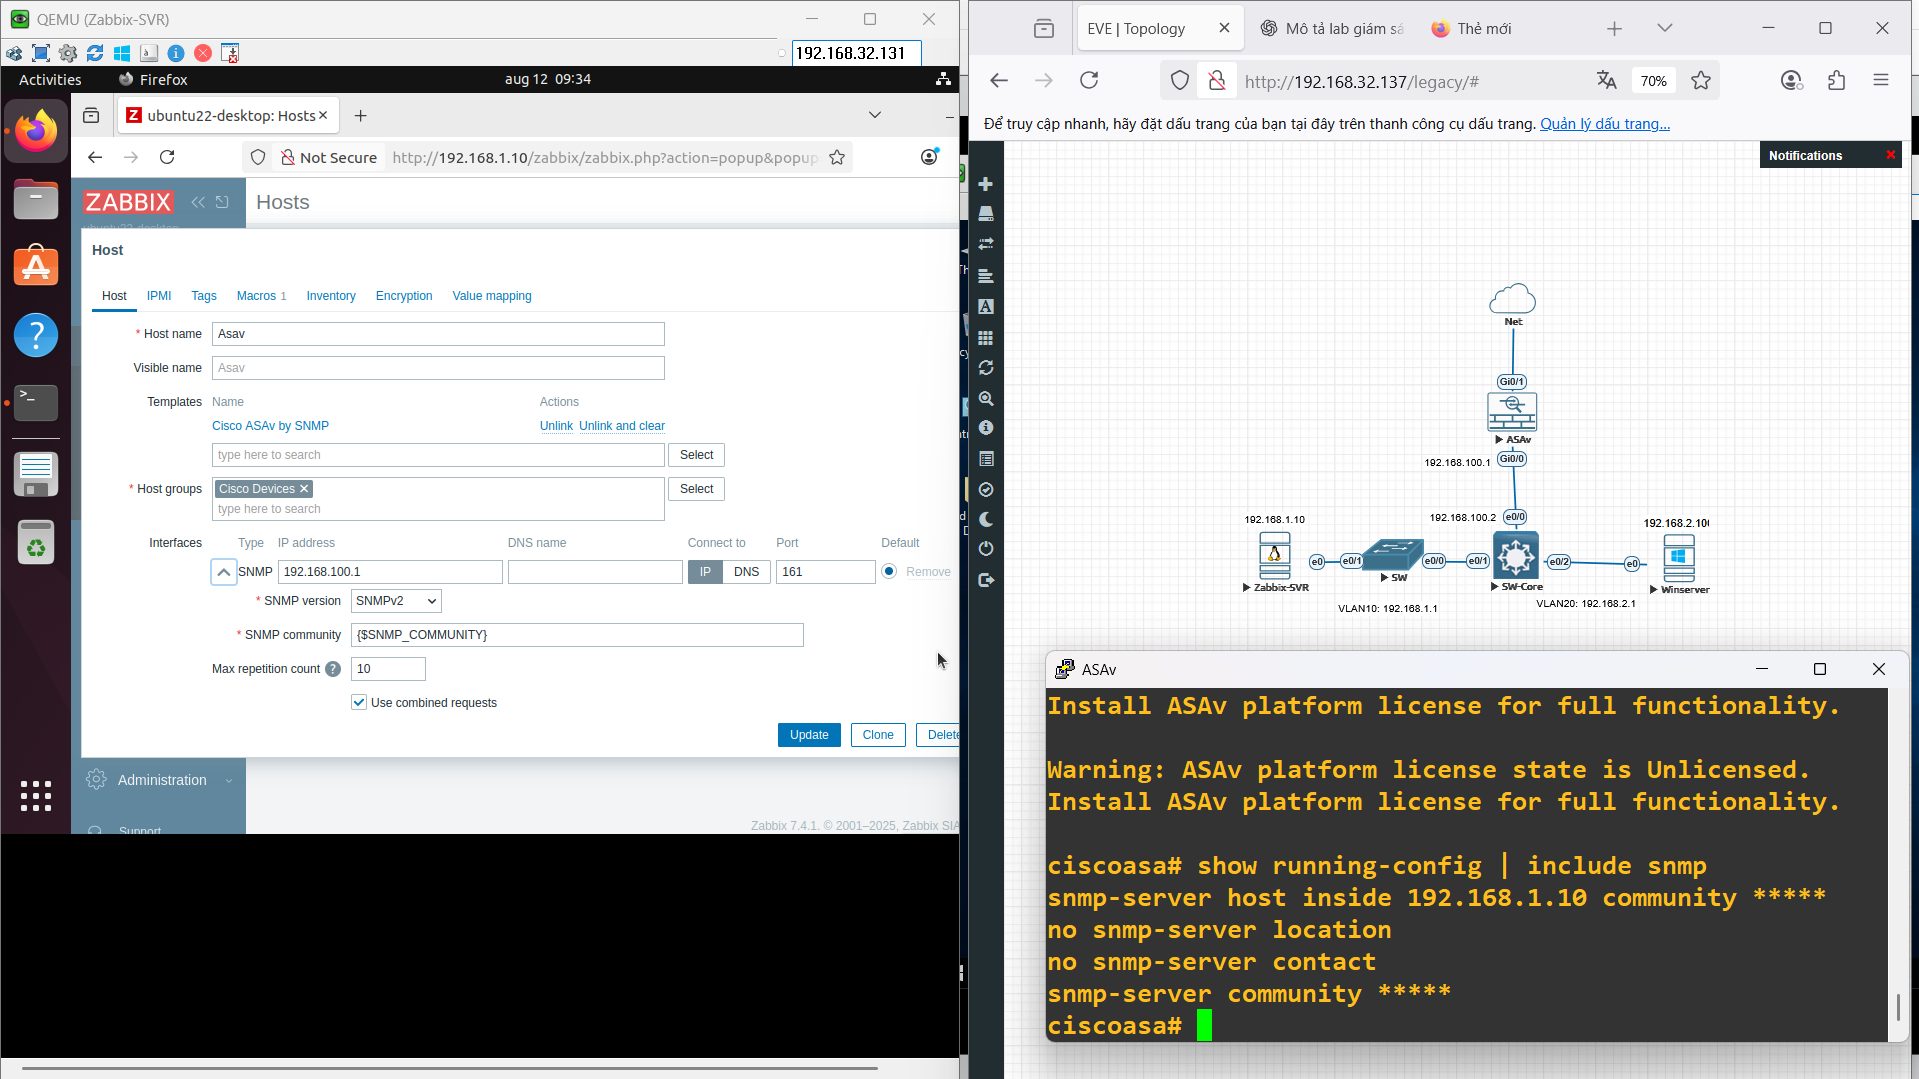 QEMU (Zabbix-SVR)
192.168.32.131
Activities
Firefox
aug 12 09:34
ubuntu22-desktop: Hosts
Not Secure
http://192.168.1.10/zabbix/zabbix.php?action=popup&popup
ZABBIX
Hosts
ubuntu22-desktop
Host
Host
IPMI
Tags
Macros 1
Inventory
Encryption
Value mapping
* Host name
Asav
Visible name
Asav
Templates
Name
Actions
Cisco ASAv by SNMP
Unlink
Unlink and clear
type here to search
Select
* Host groups
Cisco Devices
type here to search
Select
Interfaces
Type
IP address
DNS name
Connect to
Port
Default
SNMP
192.168.100.1
IP
DNS
161
Remove
* SNMP version
SNMPv2
* SNMP community
{$SNMP_COMMUNITY}
Max repetition count
?
10
Use combined requests
Update
Clone
Delete
Administration
Support
Zabbix 7.4.1. © 2001–2025, Zabbix SIA
EVE | Topology
Mô tả lab giám sá
Thẻ mới
http://192.168.32.137/legacy/#
70%
Để truy cập nhanh, hãy đặt dấu trang của bạn tại đây trên thanh công cụ dấu trang. Quản lý dấu trang...
Notifications
Net
Gi0/1
ASAv
192.168.100.1
Gi0/0
192.168.100.2
e0/0
192.168.1.10
192.168.2.10
e0
e0/1
e0/0
e0/1
e0/2
e0
Zabbix-SVR
SW
SW-Core
Winserver
VLAN10: 192.168.1.1
VLAN20: 192.168.2.1
ASAv
Install ASAv platform license for full functionality.
Warning: ASAv platform license state is Unlicensed.
Install ASAv platform license for full functionality.
ciscoasa# show running-config | include snmp
snmp-server host inside 192.168.1.10 community *****
no snmp-server location
no snmp-server contact
snmp-server community *****
ciscoasa#